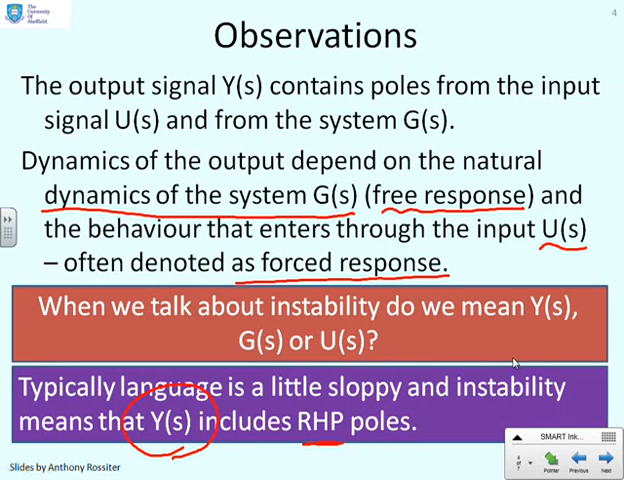 The
University
Of
Sheffield.
4
Observations
The output signal Y(s) contains poles from the input
signal U(s) and from the system G(s).
Dynamics of the output depend on the natural
dynamics of the system G(s) (free response) and
the behaviour that enters through the input U(s)
– often denoted as forced response.
When we talk about instability do we mean Y(s),
G(s) or U(s)?
Typically language is a little sloppy and instability
means that Y(s) includes RHP poles.
SMART Ink...
4
of
7
Pointer
Previous
Next
Slides by Anthony Rossiter